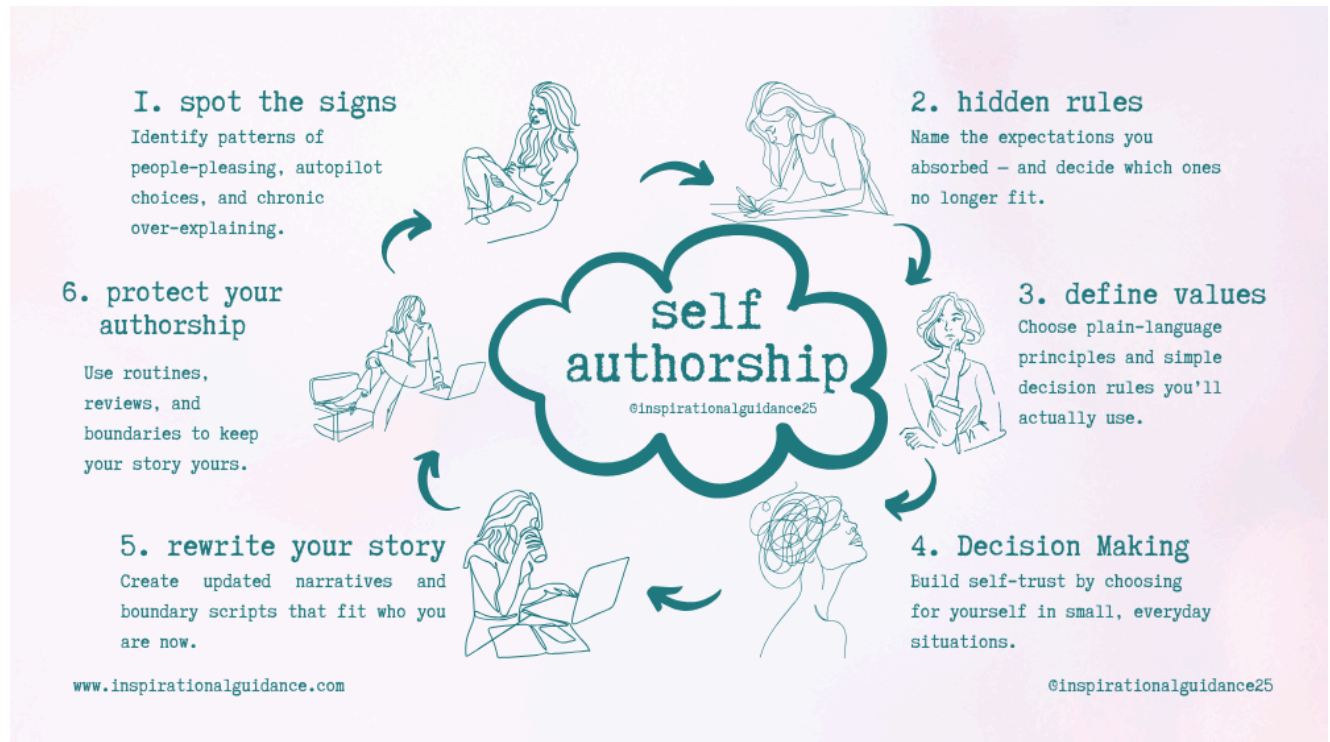 I. spot the signs
Identify patterns of
people-pleasing, autopilot
choices, and chronic
over-explaining.
2. hidden rules
Name the expectations you
absorbed — and decide which ones
no longer fit.
3. define values
Choose plain-language
principles and simple
decision rules you'll
actually use.
4. Decision Making
Build self-trust by choosing
for yourself in small, everyday
situations.
5. rewrite your story
Create updated narratives and
boundary scripts that fit who you
are now.
6. protect your
authorship
Use routines,
reviews, and
boundaries to keep
your story yours.
self
authorship
@inspirationalguidance25
www.inspirationalguidance.com
@inspirationalguidance25